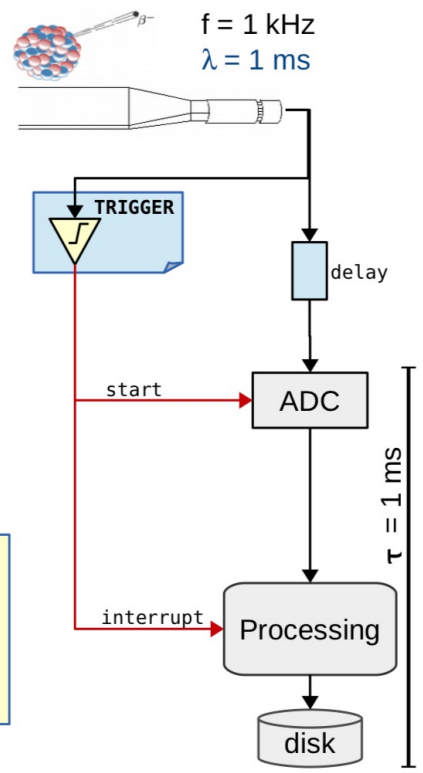 β−
f = 1 kHz
λ = 1 ms
TRIGGER
delay
start
ADC
τ = 1 ms
interrupt
Processing
disk